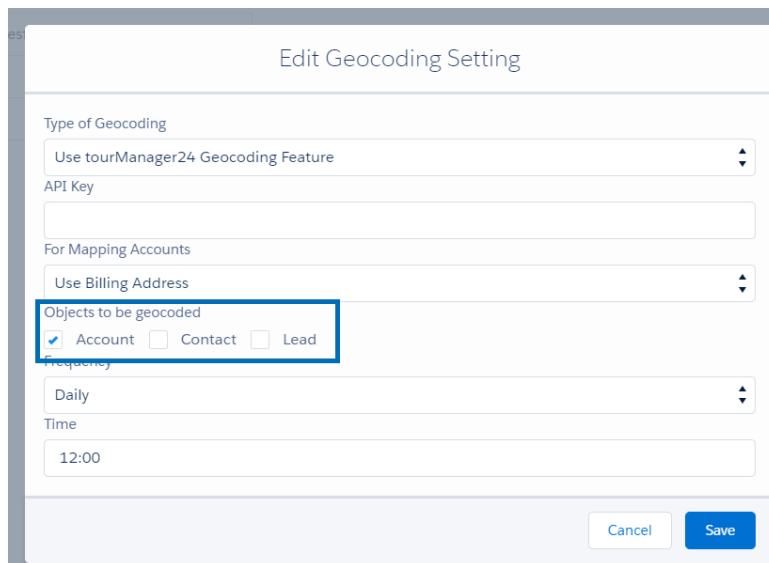 Edit Geocoding Setting
Type of Geocoding
Use tourManager24 Geocoding Feature
API Key
For Mapping Accounts
Use Billing Address
Objects to be geocoded
Account Contact Lead
Frequency
Daily
Time
12:00
Cancel Save